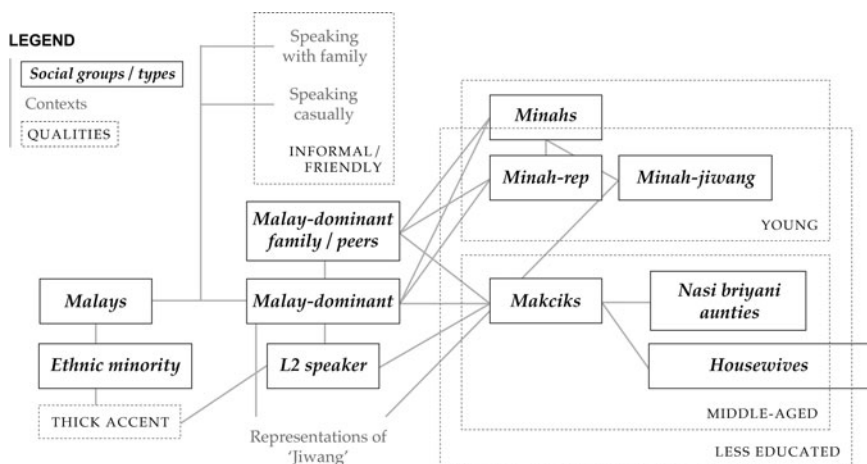 LEGEND
Social groups / types
Contexts
QUALITIES
Speaking
with family
Speaking
casually
INFORMAL/
FRIENDLY
Minahs
Minah-rep
Minah-jiwang
YOUNG
Malay-dominant
family / peers
Malays
Malay-dominant
Makciks
Nasi briyani
aunties
Ethnic minority
L2 speaker
Housewives
THICK ACCENT
MIDDLE-AGED
Representations of
'Jiwang'
LESS EDUCATED